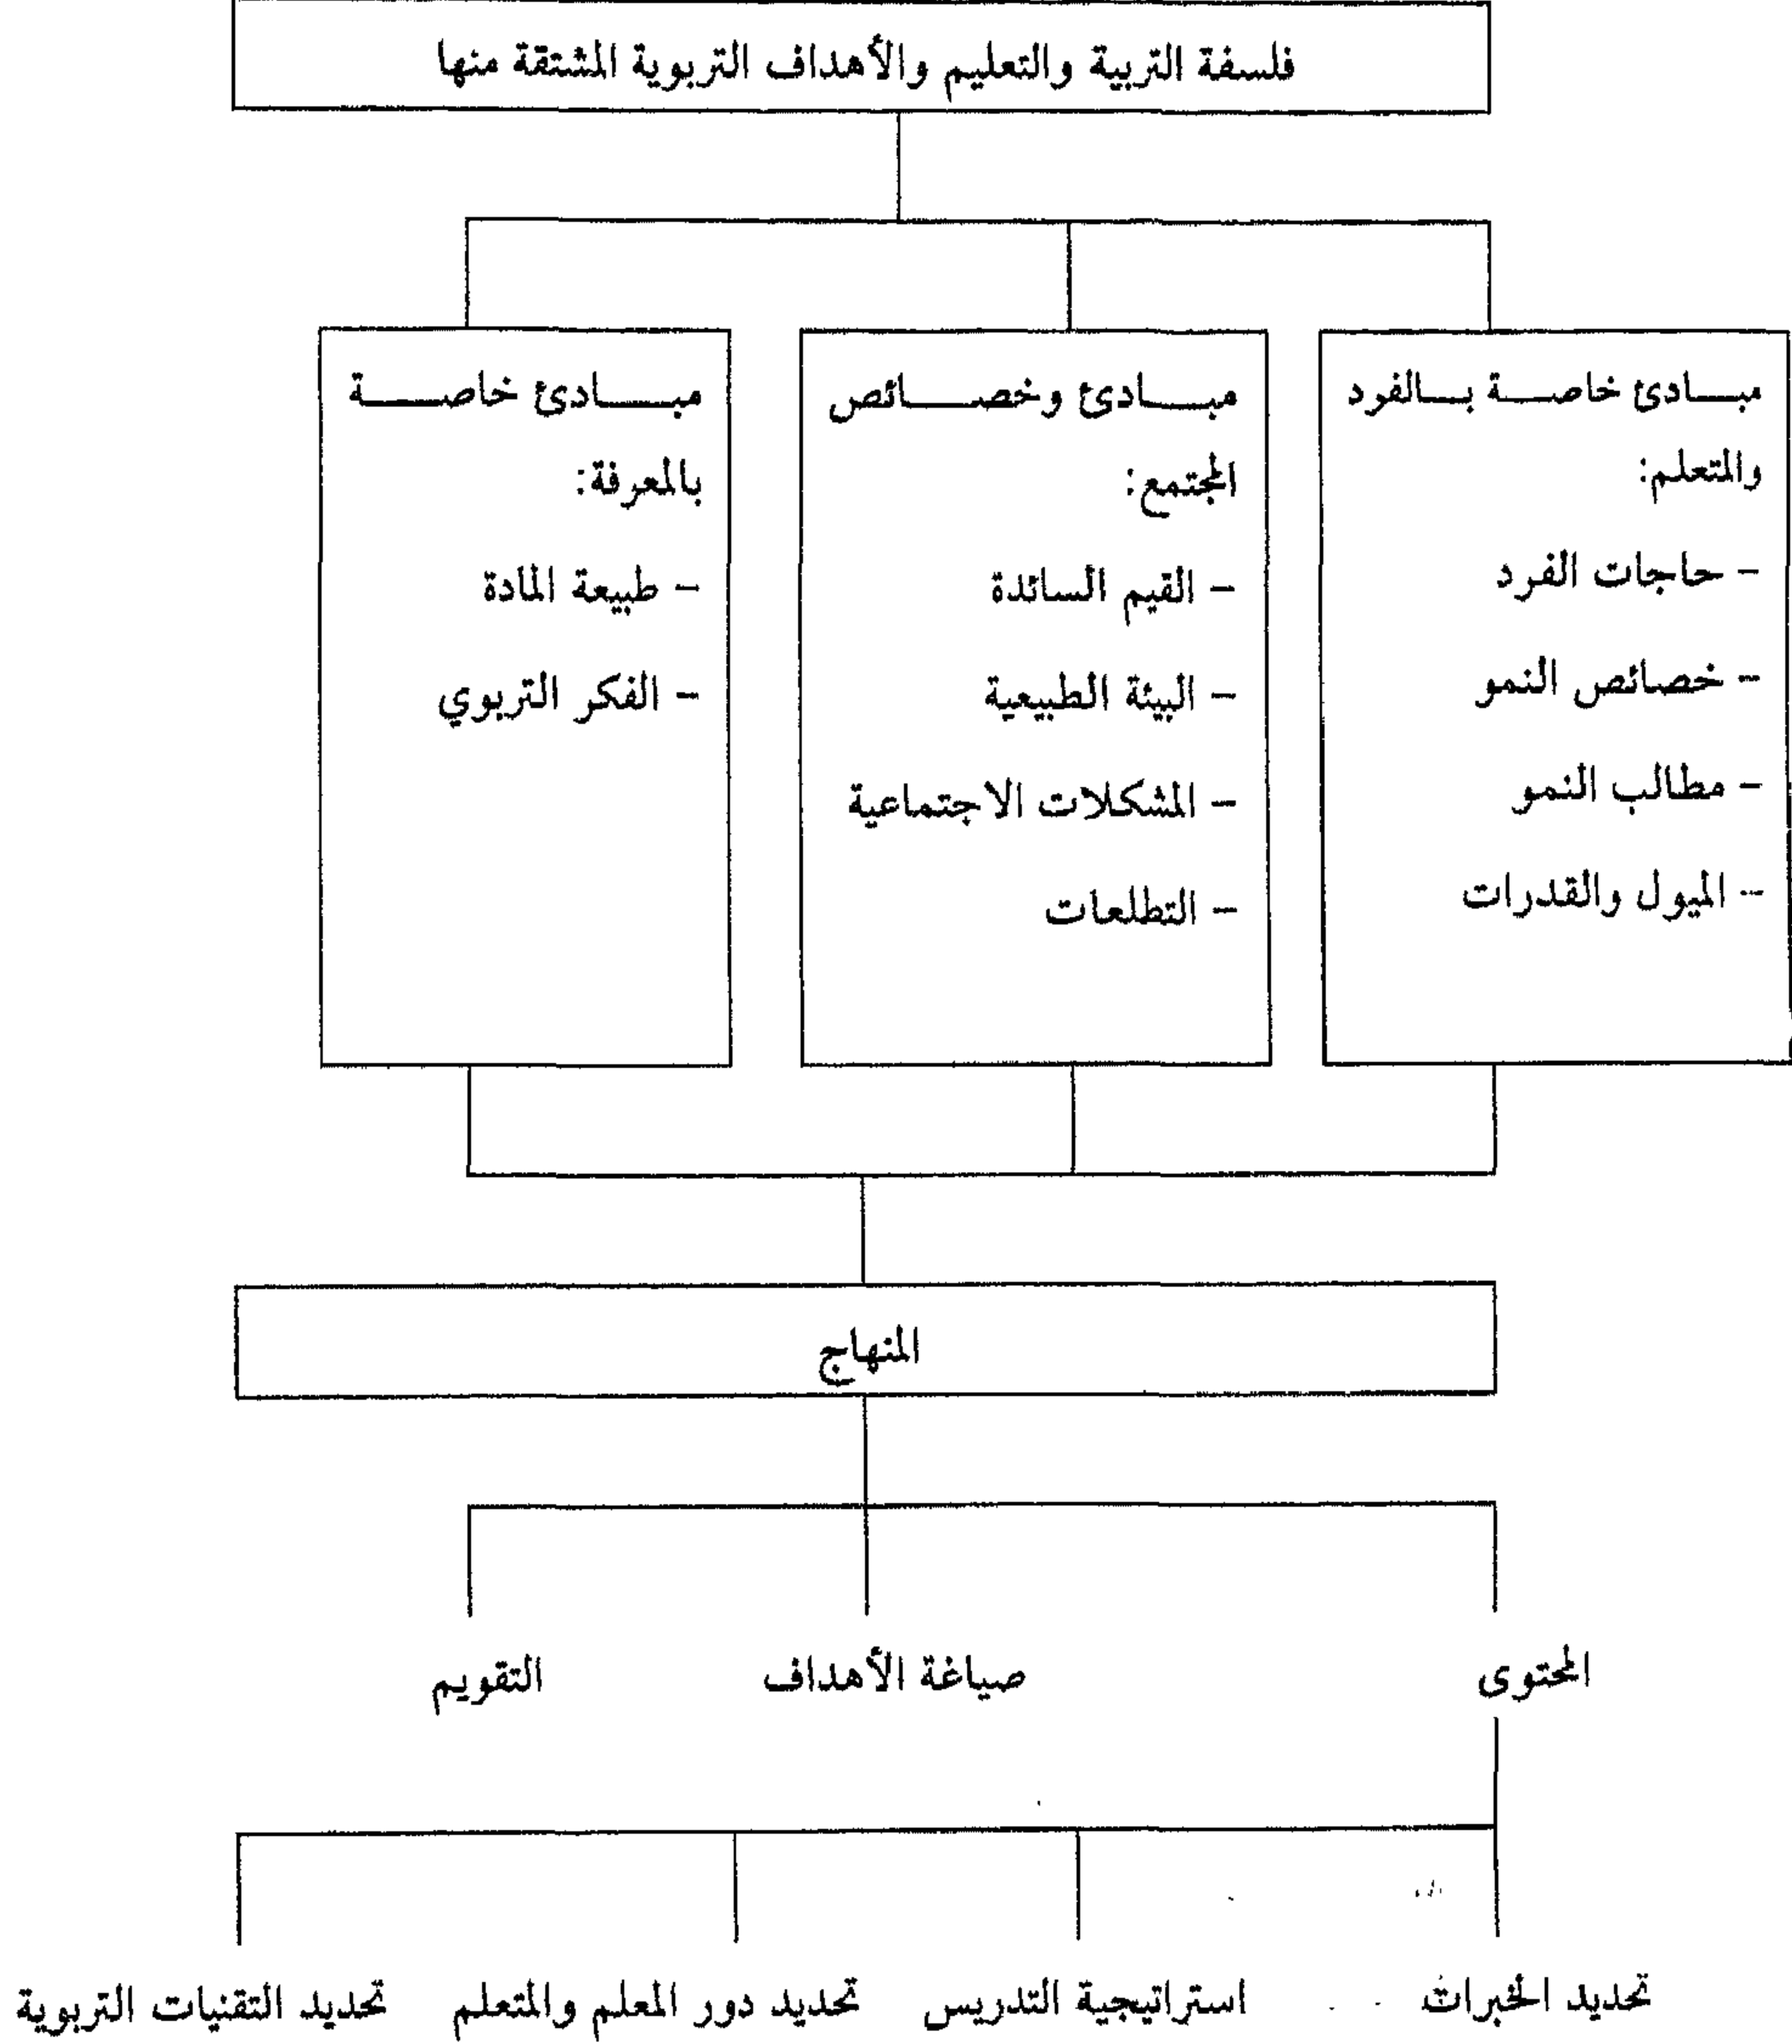 فلسفة التربية والتعليم والأهداف التربوية المشتقة منها
مبادئ خاصة بالفرد
والمتعلم:
- حاجات الفرد
- خصائص النمو
- مطالب النمو
- الميول والقدرات
مبادئ وخصائص
المجتمع:
- القيم السائدة
- البيئة الطبيعية
- المشكلات الاجتماعية
- التطلعات
مبادئ خاصة
بالمعرفة:
- طبيعة المادة
- الفكر التربوي
المنهاج
المحتوى
صياغة الأهداف
التقويم
تحديد الخبرات
استراتيجية التدريس
تحديد دور المعلم والمتعلم
تحديد التقنيات التربوية